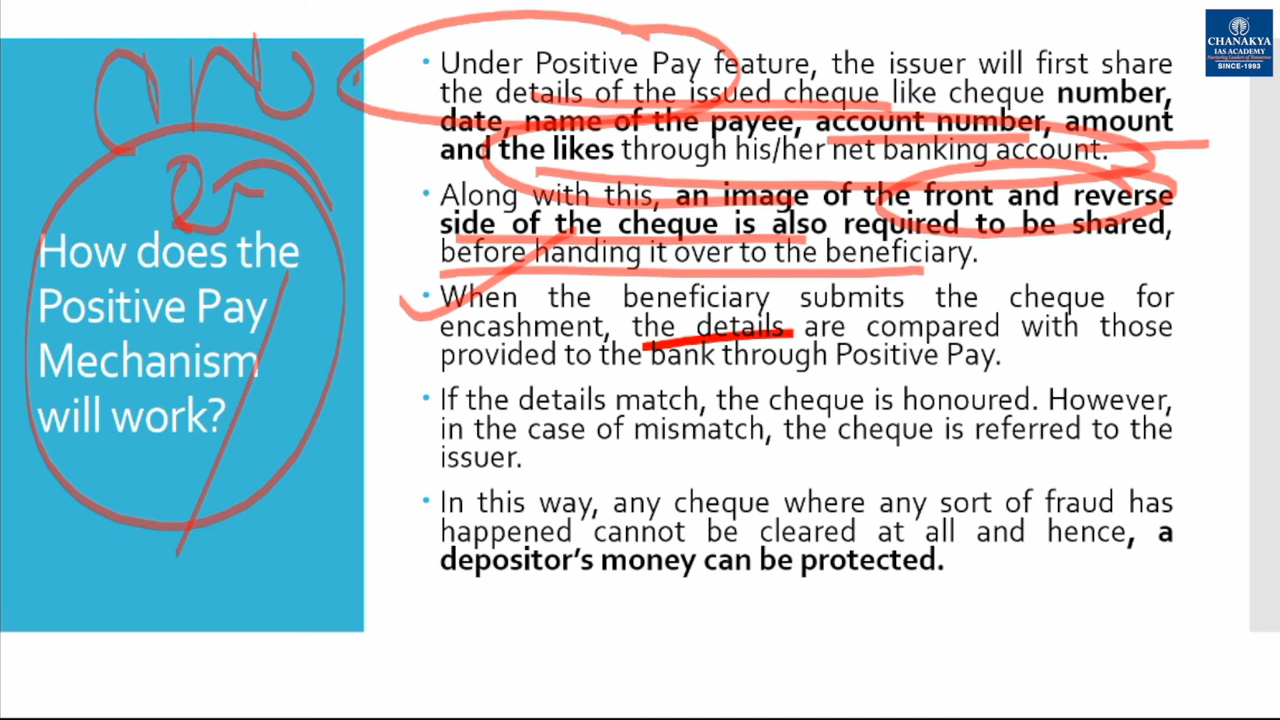 CHANAKYA
IAS ACADEMY
Nurturing Leaders of Tomorrow
SINCE-1993
How does the
Positive Pay
Mechanism
will work?
• Under Positive Pay feature, the issuer will first share
the details of the issued cheque like cheque number,
date, name of the payee, account number, amount
and the likes through his/her net banking account.
• Along with this, an image of the front and reverse
side of the cheque is also required to be shared,
before handing it over to the beneficiary.
• When the beneficiary submits the cheque for
encashment, the details are compared with those
provided to the bank through Positive Pay.
• If the details match, the cheque is honoured. However,
in the case of mismatch, the cheque is referred to the
issuer.
• In this way, any cheque where any sort of fraud has
happened cannot be cleared at all and hence, a
depositor's money can be protected.